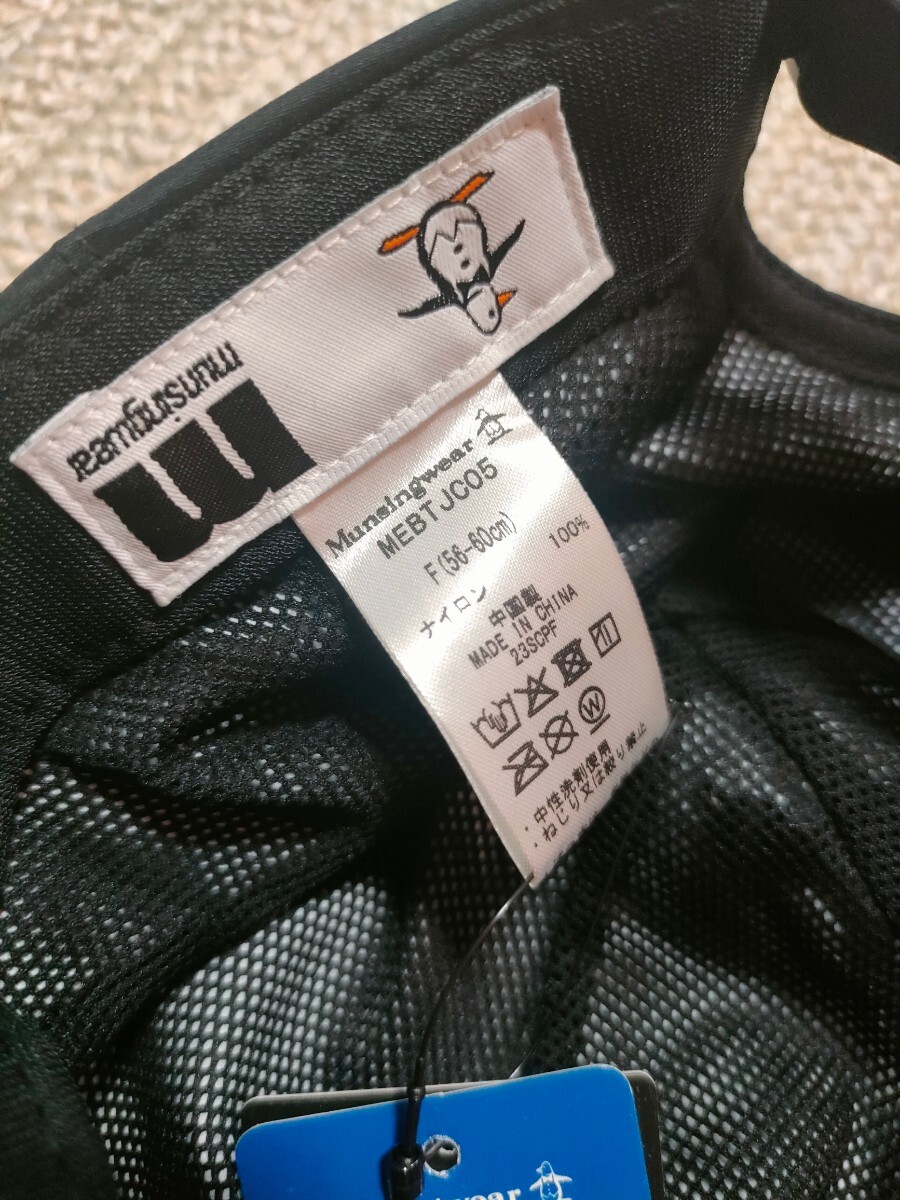 munsingwear
m
Munsingwear
MEBTJC05
F(56-60cm)
ナイロン 100%
中国製
MADE IN CHINA
23SCPF
W
・中性洗剤使用
・ねじり又は絞り禁止